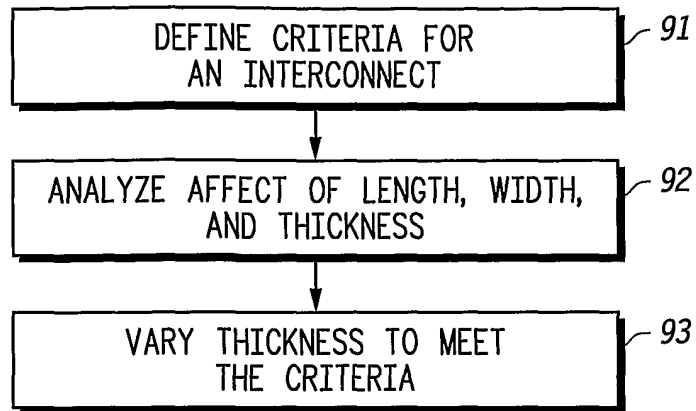 DEFINE CRITERIA FOR
AN INTERCONNECT
91
ANALYZE AFFECT OF LENGTH, WIDTH,
AND THICKNESS
92
VARY THICKNESS TO MEET
THE CRITERIA
93